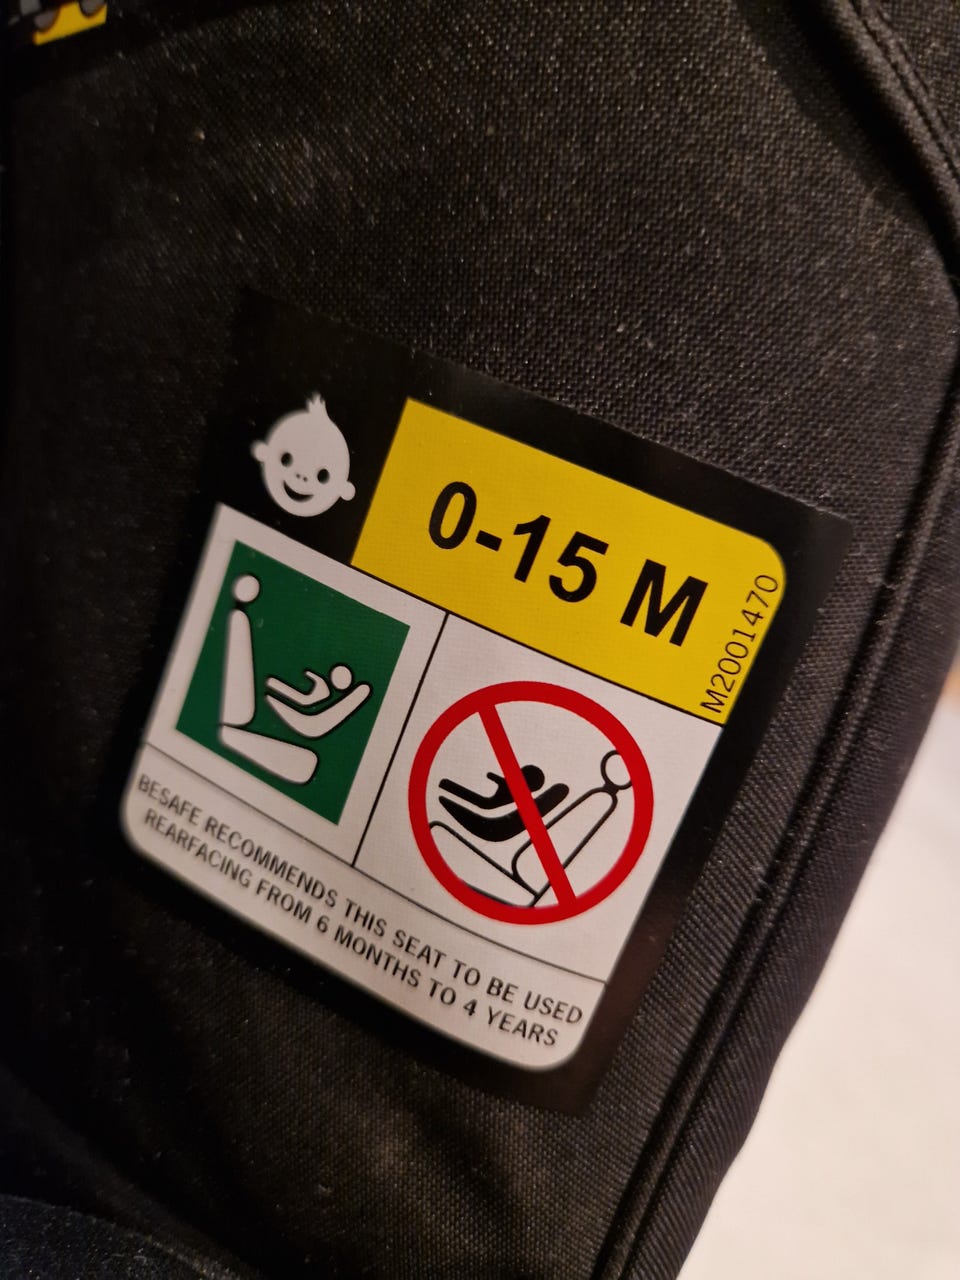 0-15 M
M2001470
BESAFE RECOMMENDS THIS SEAT TO BE USED
REARFACING FROM 6 MONTHS TO 4 YEARS